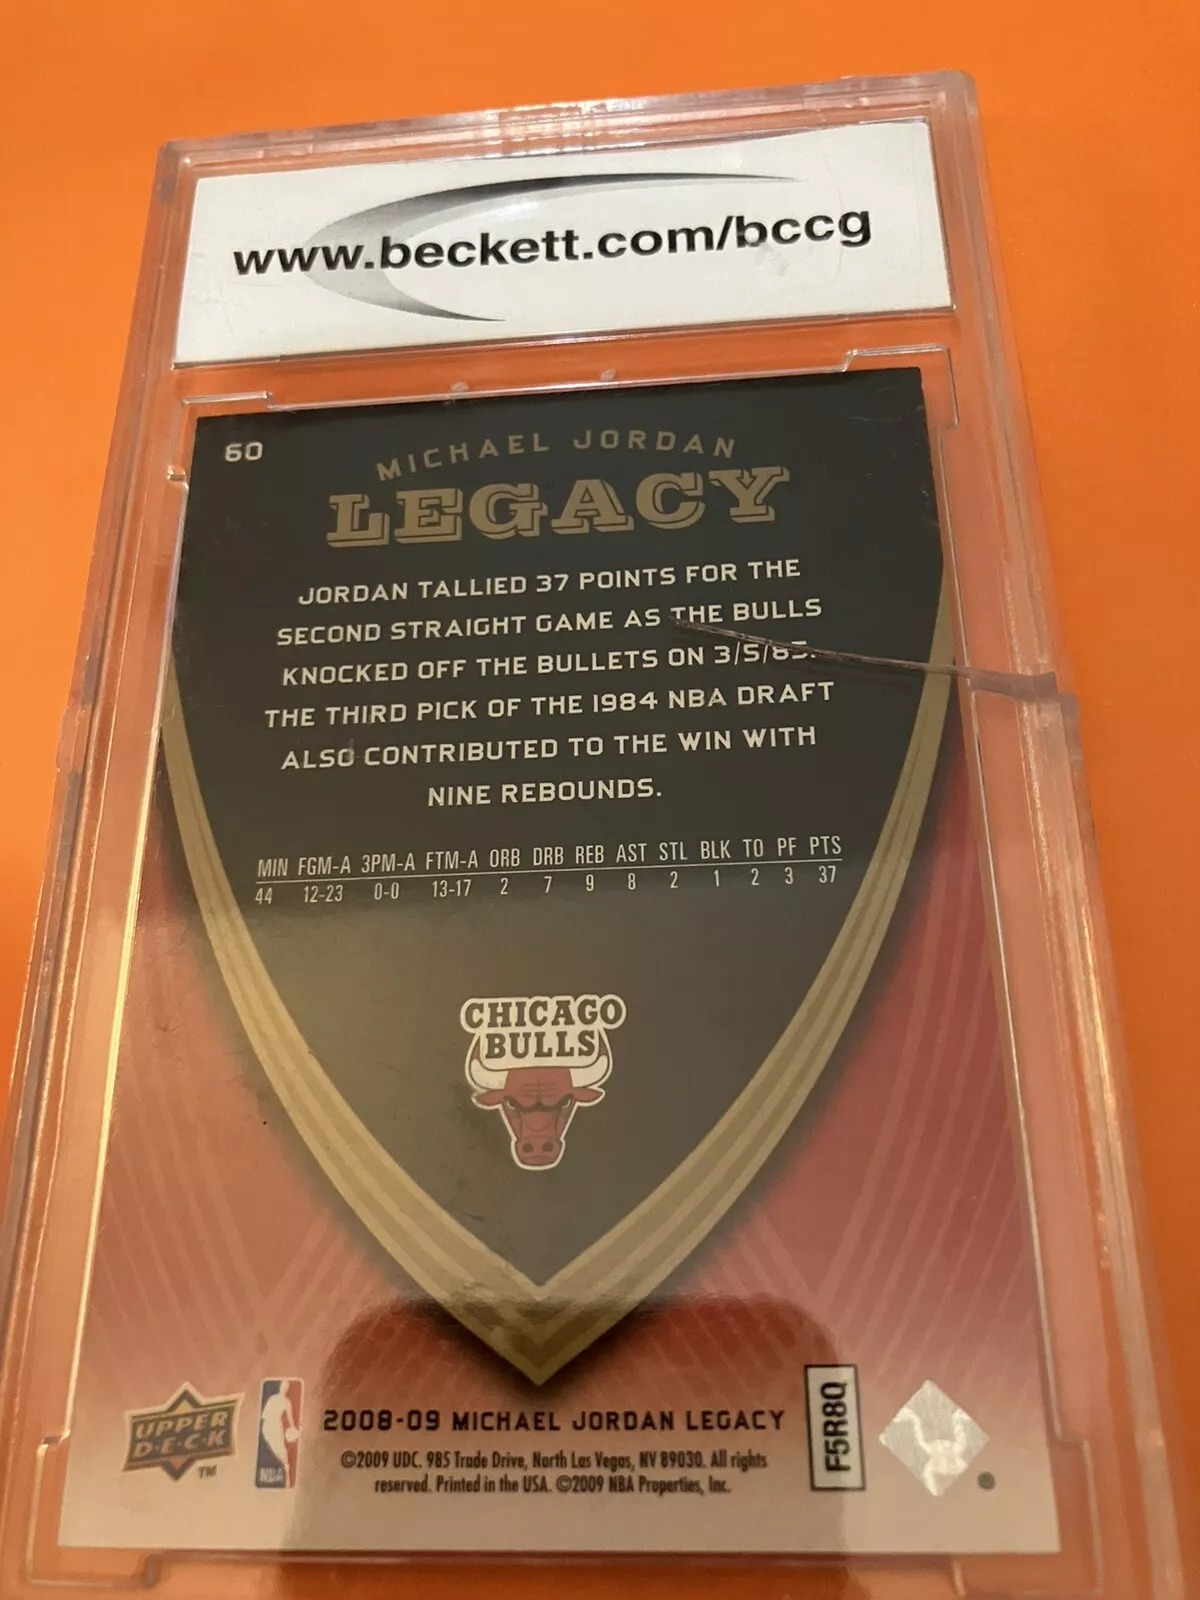 www.beckett.com/bccg
60
MICHAEL JORDAN
LEGACY
JORDAN TALLIED 37 POINTS FOR THE
SECOND STRAIGHT GAME AS THE BULLS
KNOCKED OFF THE BULLETS ON 3/5/85.
THE THIRD PICK OF THE 1984 NBA DRAFT
ALSO CONTRIBUTED TO THE WIN WITH
NINE REBOUNDS.
MIN FGM-A 3PM-A FTM-A ORB DRB REB AST STL BLK TO PF PTS
44 12-23 0-0 13-17 2 7 9 8 2 1 2 3 37
CHICAGO
BULLS
UPPER
D·E·C·K
TM
NBA
2008-09 MICHAEL JORDAN LEGACY
©2009 UDC. 985 Trade Drive, North Las Vegas, NV 89030. All rights
reserved. Printed in the USA. ©2009 NBA Properties, Inc.
F5R8Q